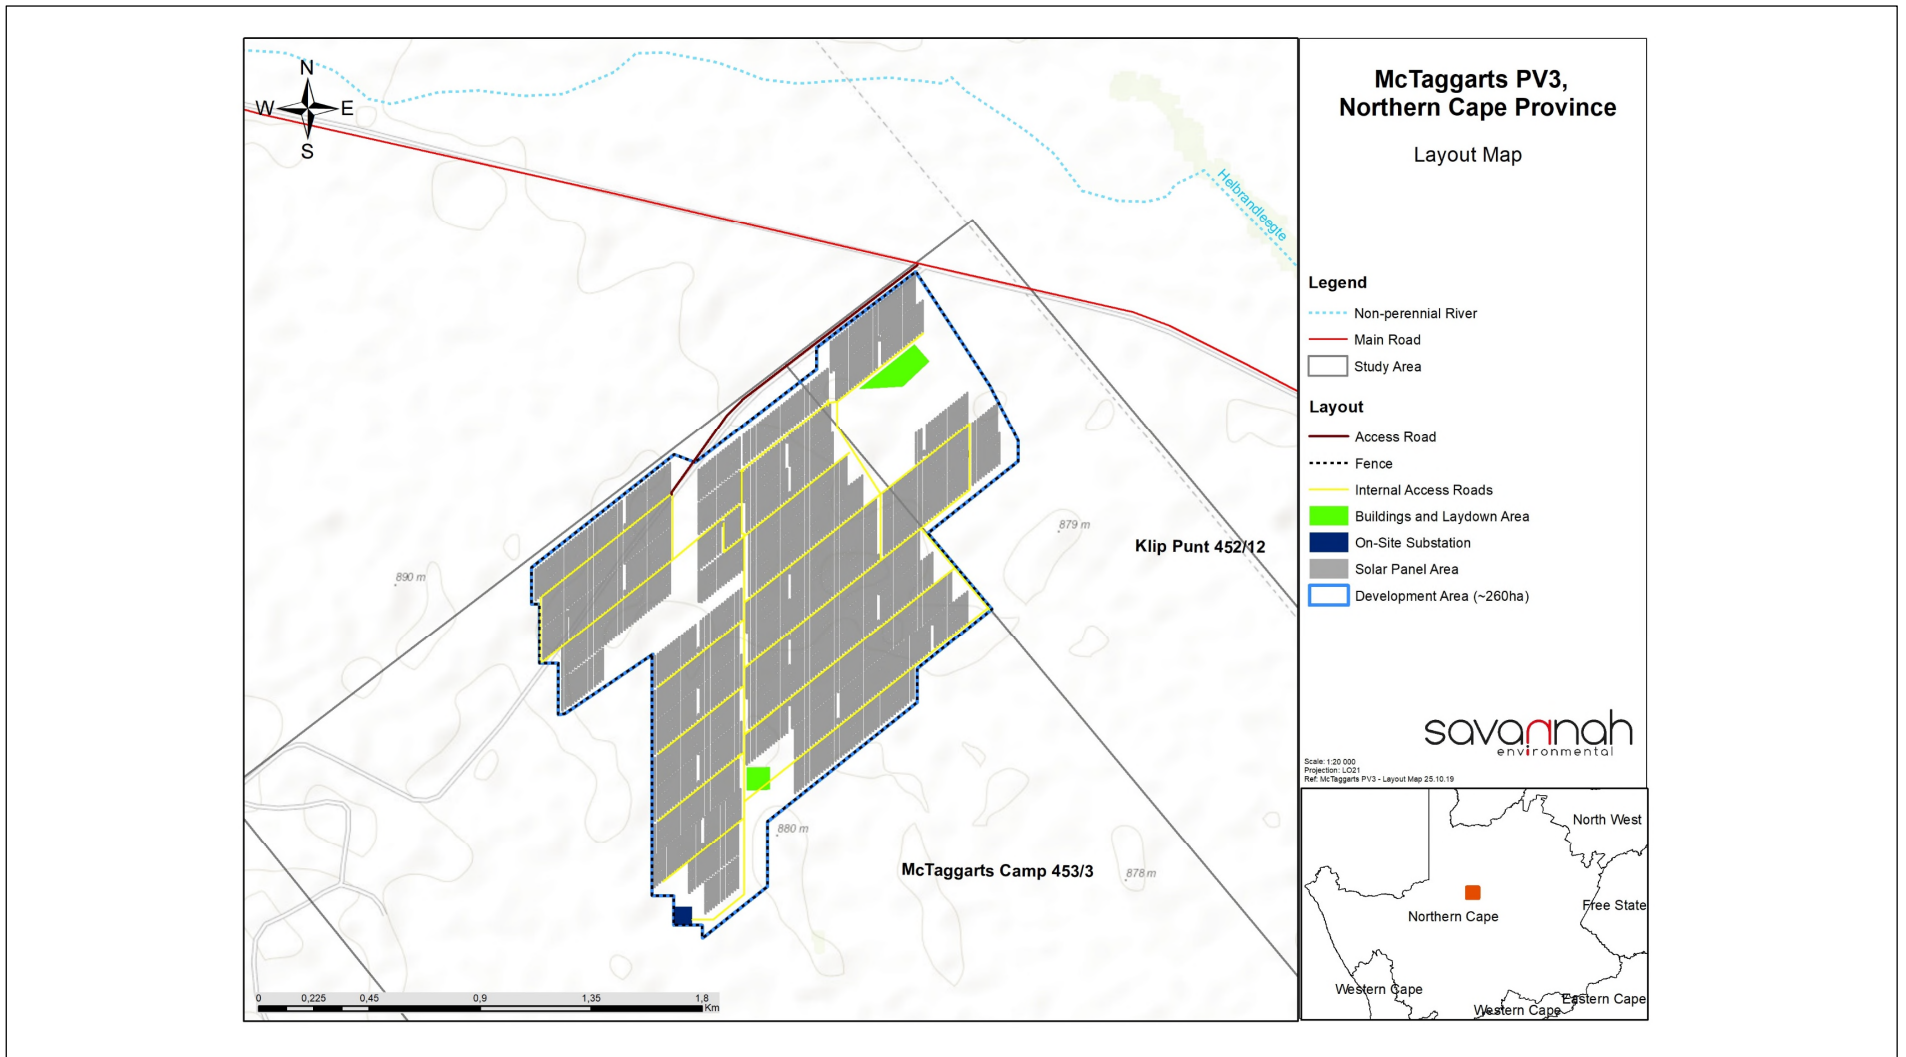 N
W E
S
Helbrandleegte
879 m
Klip Punt 452/12
890 m
880 m
McTaggarts Camp 453/3
878 m
0 0,225 0,45 0,9 1,35 1,8
Km
McTaggarts PV3,
Northern Cape Province
Layout Map
Legend
Non-perennial River
Main Road
Study Area
Layout
Access Road
Fence
Internal Access Roads
Buildings and Laydown Area
On-Site Substation
Solar Panel Area
Development Area (~260ha)
savannah
environmental
Scale: 1:20 000
Projection: LO21
Ref: McTaggarts PV3 - Layout Map 25.10.19
North West
Free State
Northern Cape
Western Cape
Eastern Cape
Western Cape